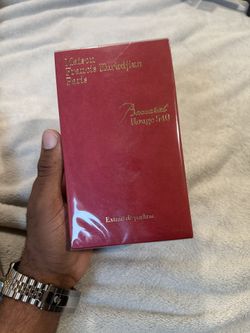 Maison
Francis Kurkdjian
Paris
Baccarat
Rouge 540
Extrait de parfum